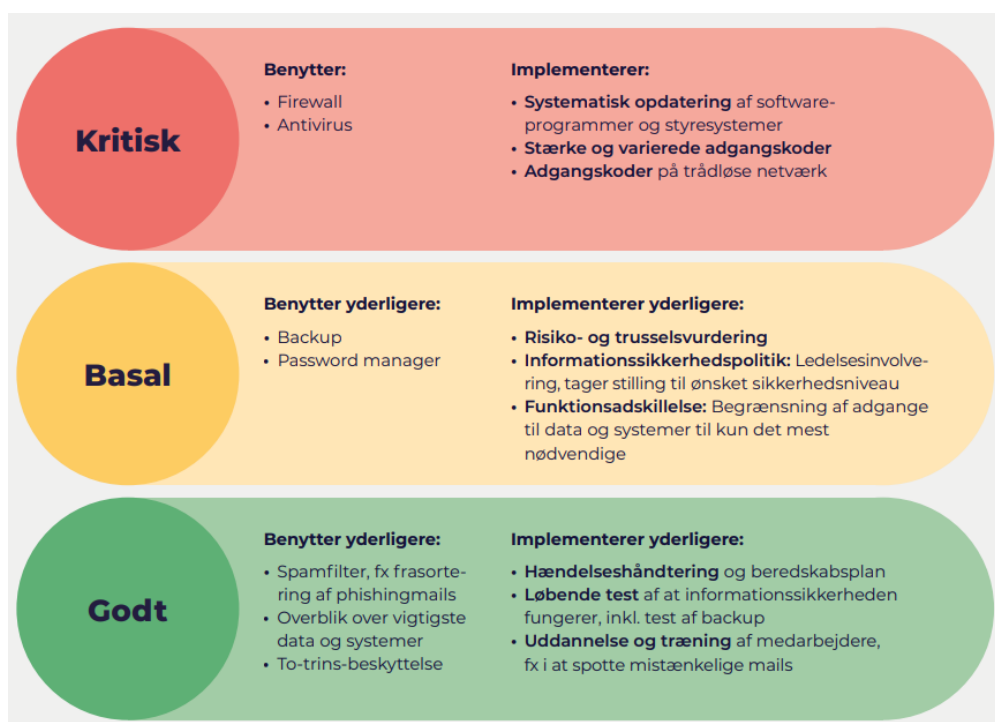 Kritisk
Benytter:
• Firewall
• Antivirus
Implementerer:
• Systematisk opdatering af software-
programmer og styresystemer
• Stærke og varierede adgangskoder
• Adgangskoder på trådløse netværk
Basal
Benytter yderligere:
• Backup
• Password manager
Implementerer yderligere:
• Risiko- og trusselsvurdering
• Informationssikkerhedspolitik: Ledelsesinvolve-
ring, tager stilling til ønsket sikkerhedsniveau
• Funktionsadskillelse: Begrænsning af adgange
til data og systemer til kun det mest
nødvendige
Godt
Benytter yderligere:
• Spamfilter, fx frasorte-
ring af phishingmails
• Overblik over vigtigste
data og systemer
• To-trins-beskyttelse
Implementerer yderligere:
• Hændelseshåndtering og beredskabsplan
• Løbende test af at informationssikkerheden
fungerer, inkl. test af backup
• Uddannelse og træning af medarbejdere,
fx i at spotte mistænkelige mails